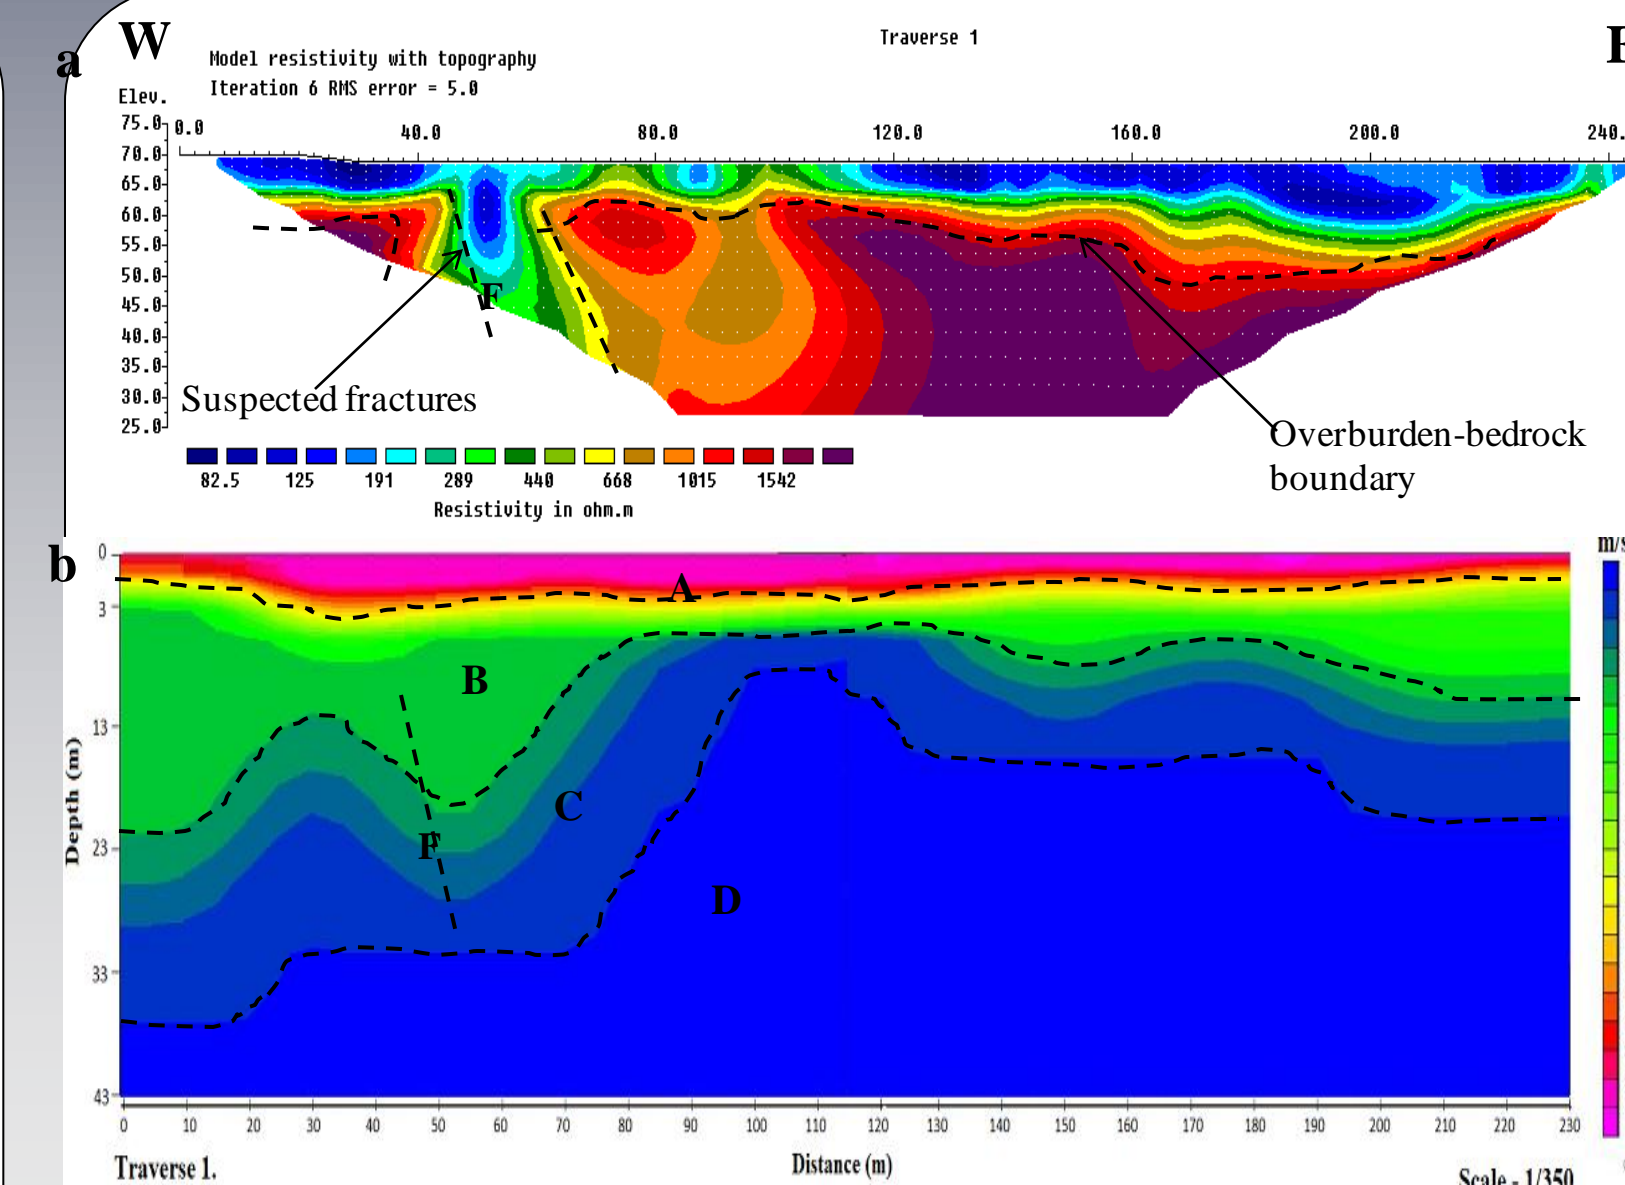 a
W
Traverse 1
Model resistivity with topography
Iteration 6 RMS error = 5.0
Elev.
75.0
0.0 40.0 80.0 120.0 160.0 200.0 240.
70.0
65.0
60.0
55.0
50.0
45.0
40.0
35.0
30.0
25.0
F
Suspected fractures
Overburden-bedrock
boundary
82.5 125 191 289 440 668 1015 1542
Resistivity in ohm.m
b
m/s
0
3
13
23
33
43
Depth (m)
A
B
C
F
D
0 10 20 30 40 50 60 70 80 90 100 110 120 130 140 150 160 170 180 190 200 210 220 230
Distance (m)
Traverse 1.
Scale - 1/350